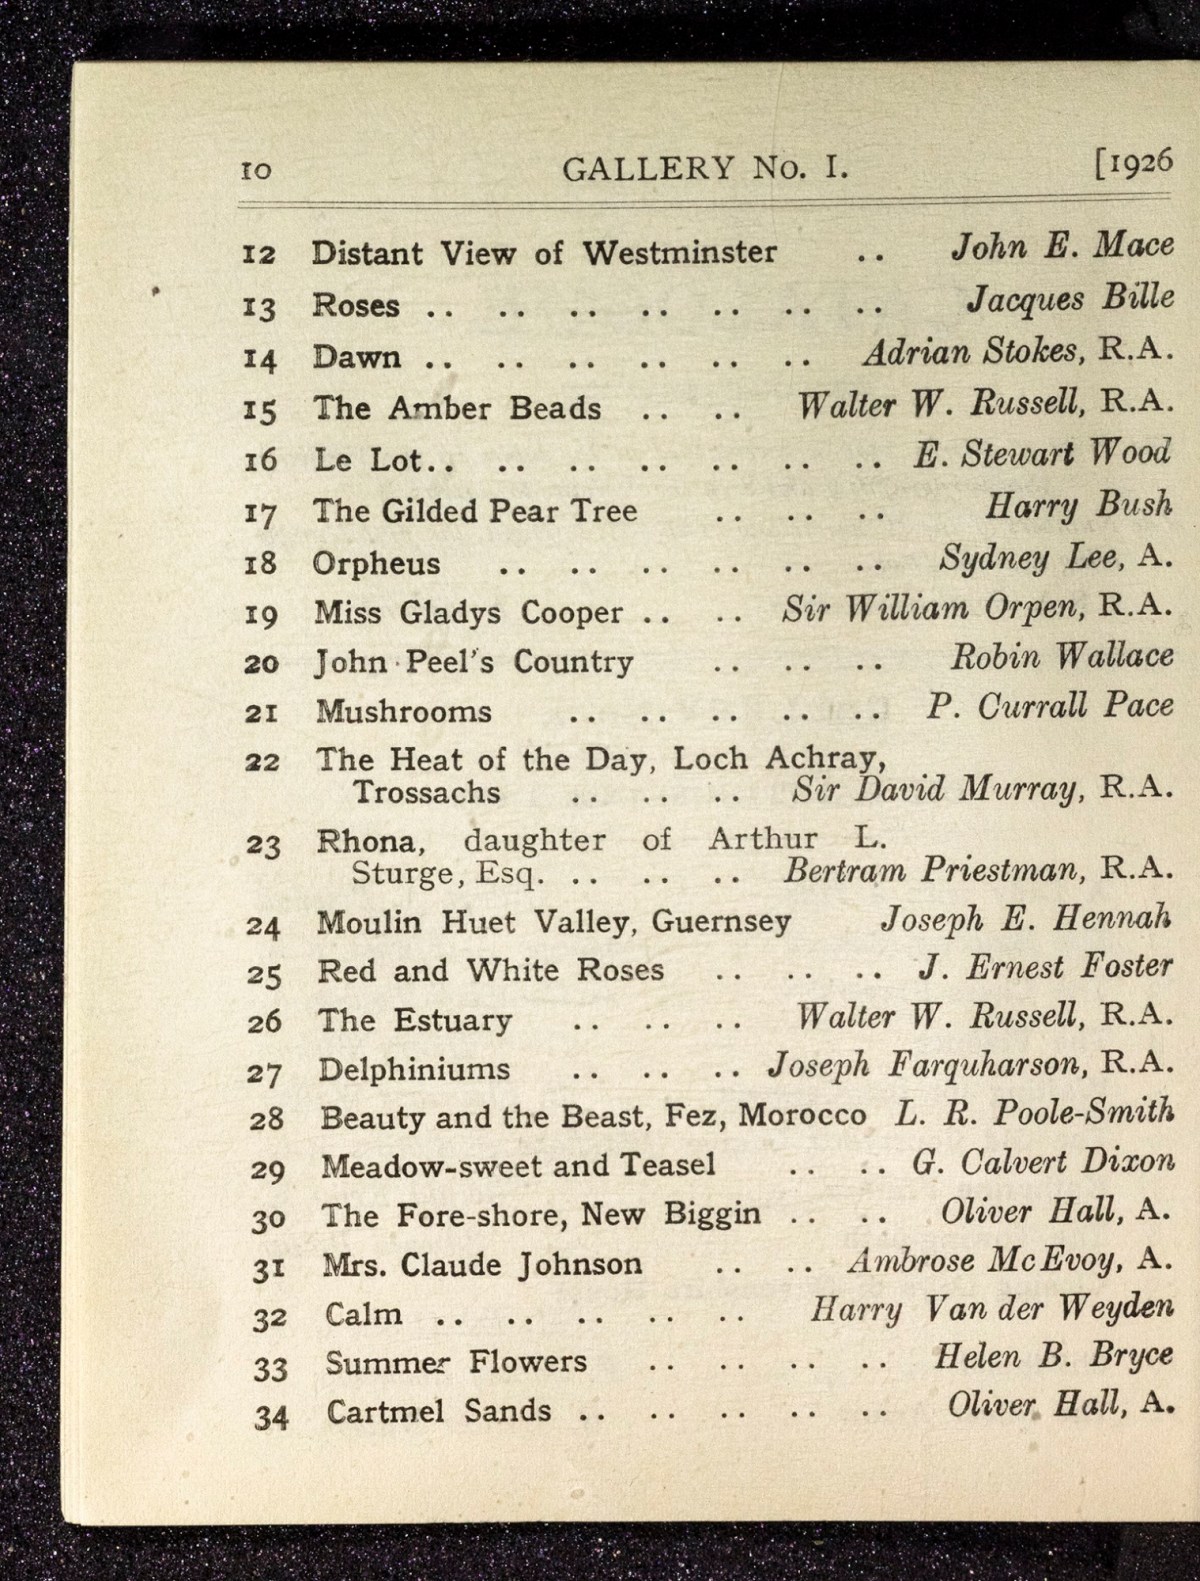 10 GALLERY No. I. [1926
12 Distant View of Westminster .. John E. Mace
13 Roses .. .. .. .. .. .. .. Jacques Bille
14 Dawn .. .. .. .. .. .. Adrian Stokes, R.A.
15 The Amber Beads .. .. Walter W. Russell, R.A.
16 Le Lot.. .. .. .. .. .. .. E. Stewart Wood
17 The Gilded Pear Tree .. .. .. Harry Bush
18 Orpheus .. .. .. .. .. .. Sydney Lee, A.
19 Miss Gladys Cooper .. .. Sir William Orpen, R.A.
20 John Peel's Country .. .. .. Robin Wallace
21 Mushrooms .. .. .. .. .. P. Currall Pace
22 The Heat of the Day, Loch Achray,
Trossachs .. .. .. Sir David Murray, R.A.
23 Rhona, daughter of Arthur L.
Sturge, Esq. .. .. .. Bertram Priestman, R.A.
24 Moulin Huet Valley, Guernsey Joseph E. Hennah
25 Red and White Roses .. .. .. J. Ernest Foster
26 The Estuary .. .. .. Walter W. Russell, R.A.
27 Delphiniums .. .. .. Joseph Farquharson, R.A.
28 Beauty and the Beast, Fez, Morocco L. R. Poole-Smith
29 Meadow-sweet and Teasel .. .. G. Calvert Dixon
30 The Fore-shore, New Biggin .. .. Oliver Hall, A.
31 Mrs. Claude Johnson .. .. Ambrose McEvoy, A.
32 Calm .. .. .. .. .. Harry Van der Weyden
33 Summer Flowers .. .. .. .. Helen B. Bryce
34 Cartmel Sands .. .. .. .. .. Oliver Hall, A.